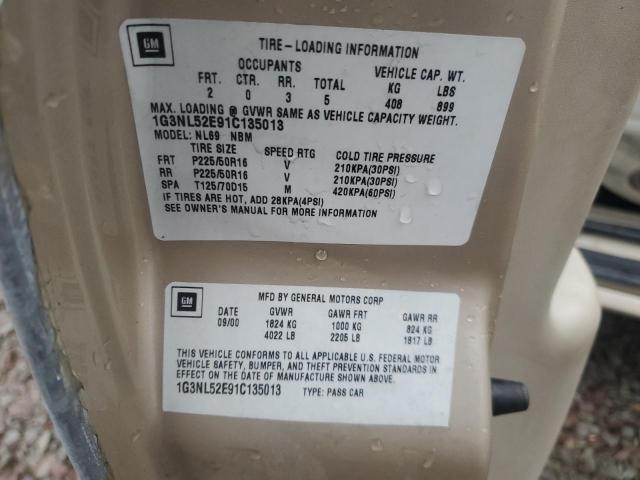 GM
TIRE-LOADING INFORMATION
OCCUPANTS VEHICLE CAP. WT.
FRT. CTR. RR. TOTAL KG LBS
2 0 3 5 408 899
MAX. LOADING @ GVWR SAME AS VEHICLE CAPACITY WEIGHT.
1G3NL52E91C135013
MODEL: NL69 NBM
TIRE SIZE SPEED RTG COLD TIRE PRESSURE
FRT P225/50R16 V 210KPA(30PSI)
RR P225/50R16 V 210KPA(30PSI)
SPA T125/70D15 M 420KPA(60PSI)
IF TIRES ARE HOT, ADD 28KPA(4PSI)
SEE OWNER'S MANUAL FOR MORE INFORMATION
GM
MFD BY GENERAL MOTORS CORP
DATE GVWR GAWR FRT GAWR RR
09/00 1824 KG 1000 KG 824 KG
4022 LB 2205 LB 1817 LB
THIS VEHICLE CONFORMS TO ALL APPLICABLE U.S. FEDERAL MOTOR
VEHICLE SAFETY, BUMPER, AND THEFT PREVENTION STANDARDS IN
EFFECT ON THE DATE OF MANUFACTURE SHOWN ABOVE.
1G3NL52E91C135013 TYPE: PASS CAR